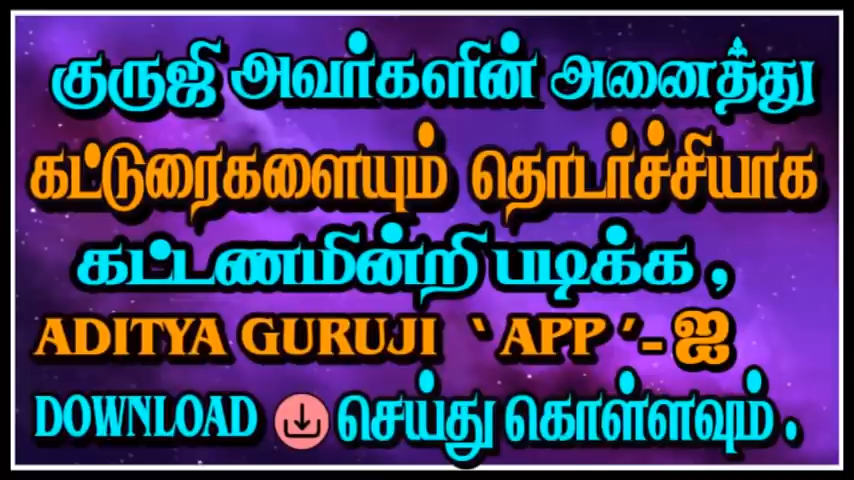 குருஜி அவர்களின் அனைத்து
கட்டுரைகளையும் தொடர்ச்சியாக
கட்டணமின்றி படிக்க ,
ADITYA GURUJI ‘ APP ’ - ஐ
DOWNLOAD செய்து கொள்ளவும் .